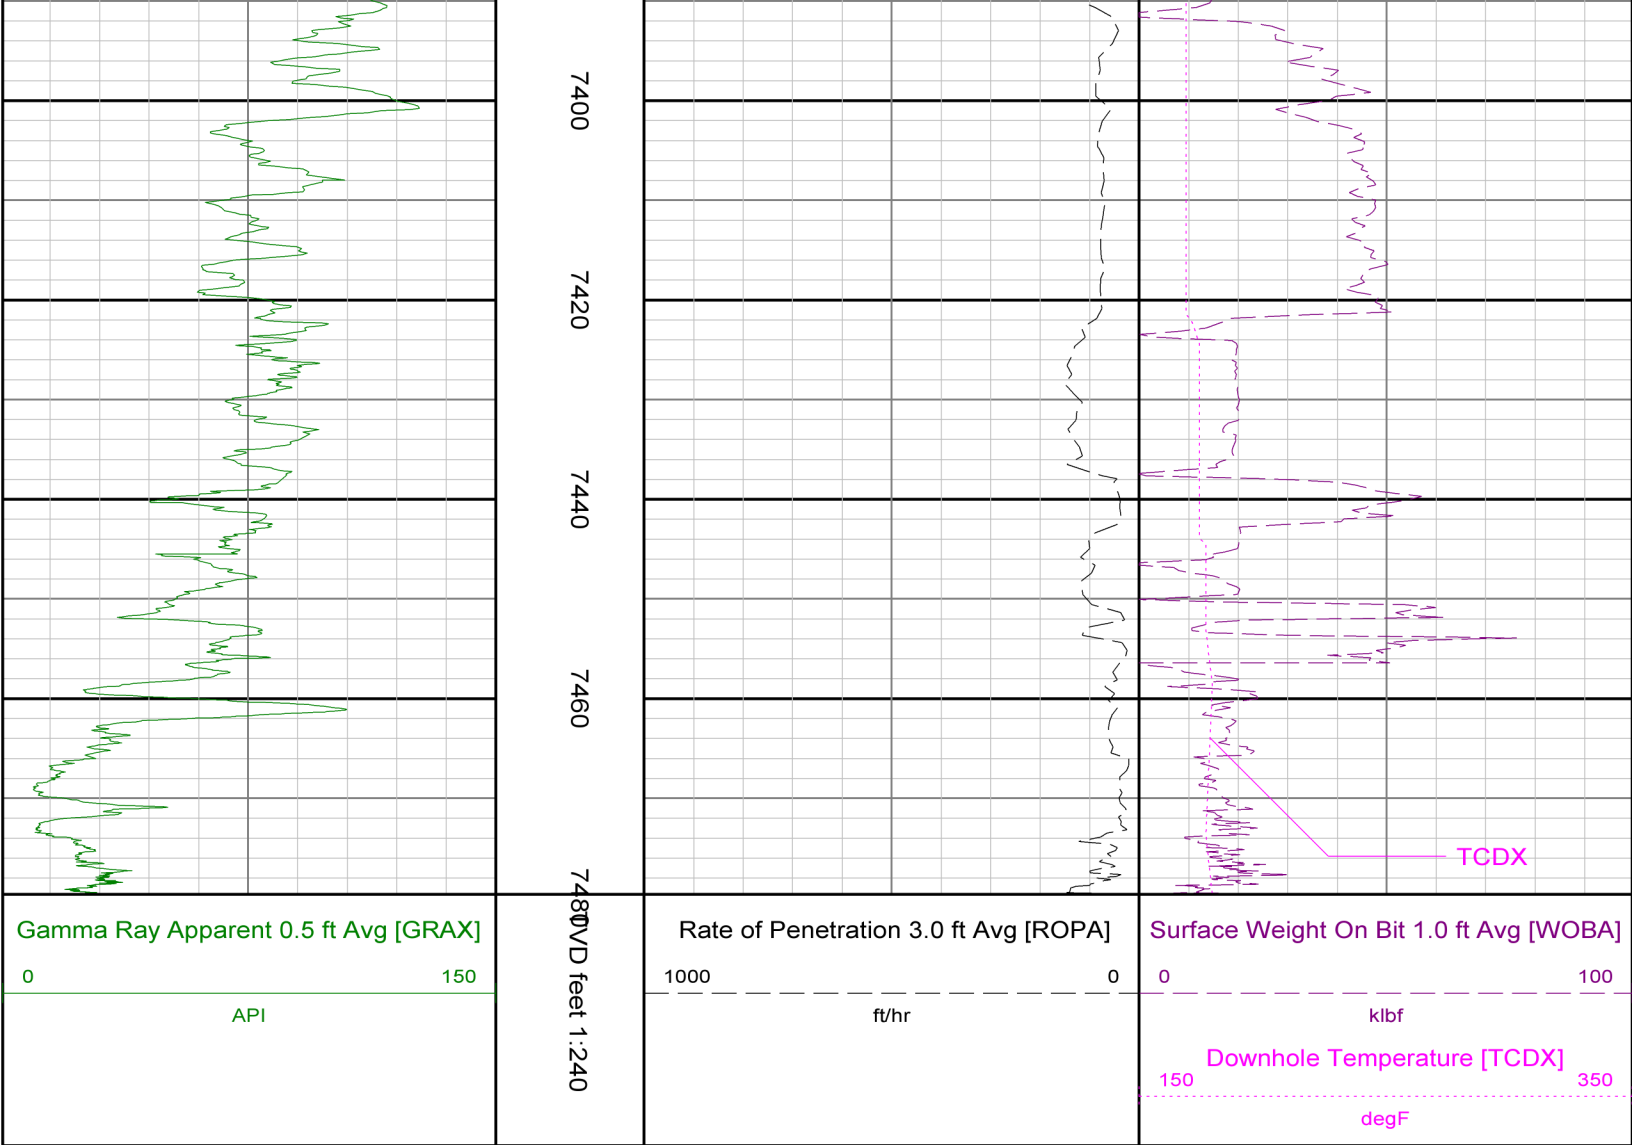 7400
7420
7440
7460
7480
TVD feet 1:240
TCDX
Gamma Ray Apparent 0.5 ft Avg [GRAX]
0 150
API
Rate of Penetration 3.0 ft Avg [ROPA]
1000 0
ft/hr
Surface Weight On Bit 1.0 ft Avg [WOBA]
0 100
klbf
Downhole Temperature [TCDX]
150 350
degF